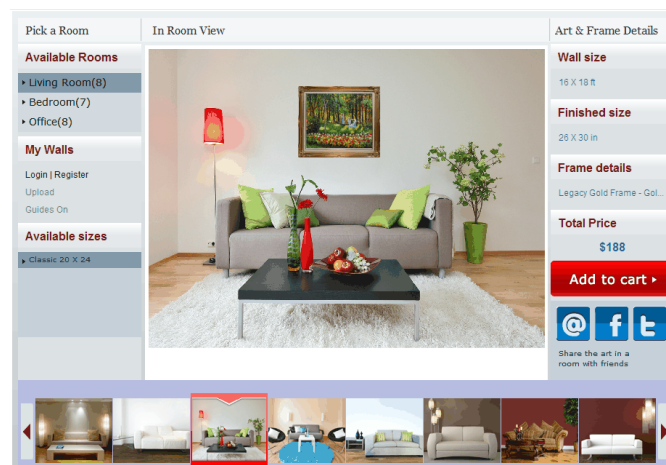 Pick a Room
In Room View
Art & Frame Details
Available Rooms
Living Room(8)
Bedroom(7)
Office(8)
My Walls
Login | Register
Upload
Guides On
Available sizes
Classic 20 X 24
Wall size
16 X 18 ft
Finished size
26 X 30 in
Frame details
Legacy Gold Frame - Gol...
Total Price
$188
Add to cart
@ f t
Share the art in a
room with friends